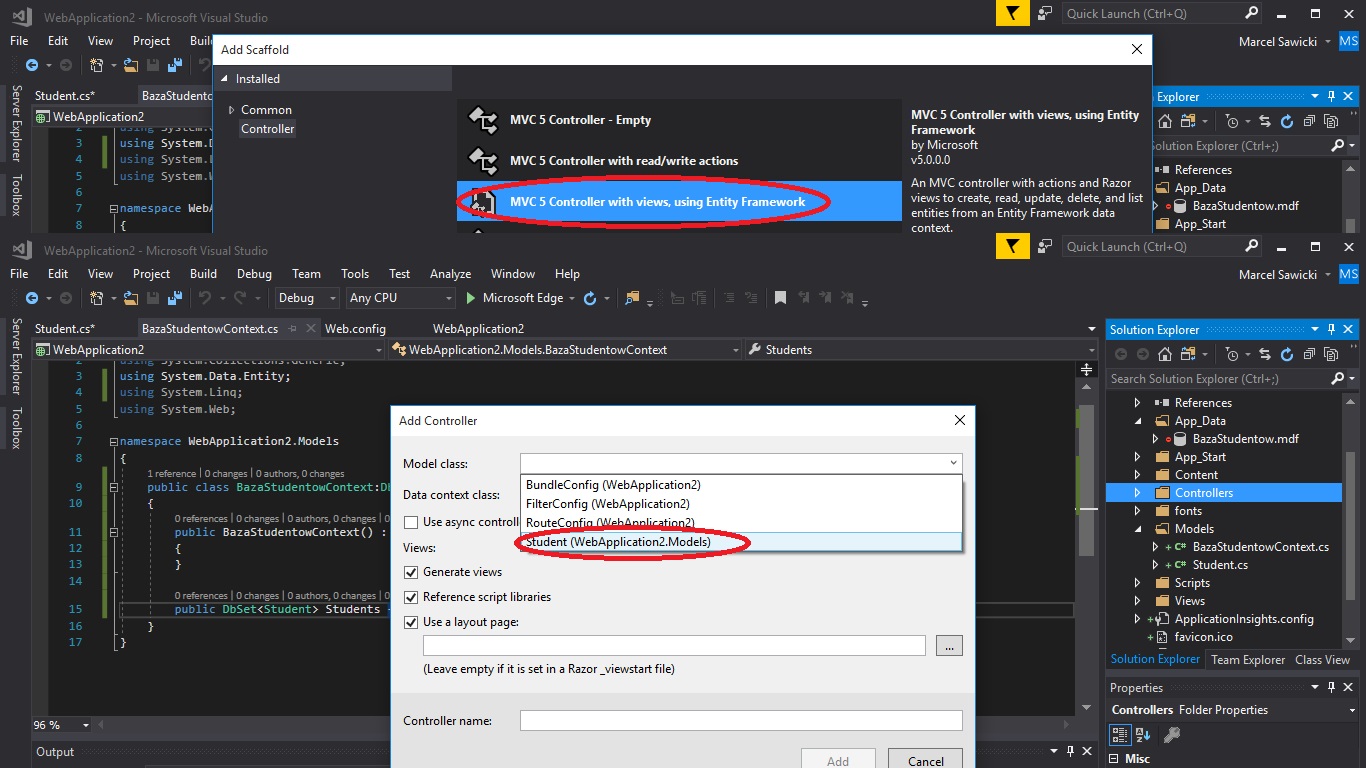 WebApplication2 - Microsoft Visual Studio
Quick Launch (Ctrl+Q)
File Edit View Project
Marcel Sawicki MS
Add Scaffold
Installed
Common
Controller
MVC 5 Controller - Empty
MVC 5 Controller with read/write actions
MVC 5 Controller with views, using Entity Framework
MVC 5 Controller with views, using Entity
Framework
by Microsoft
v5.0.0.0
An MVC controller with actions and Razor
views to create, read, update, delete, and list
entities from an Entity Framework data
context.
Server Explorer
Toolbox
Student.cs*
WebApplication2
3 using System.D
4 using System.L
5 using System.W
6
7 namespace WebA
8 {
Explorer
Solution Explorer (Ctrl+;)
References
App_Data
BazaStudentow.mdf
App_Start
WebApplication2 - Microsoft Visual Studio
Quick Launch (Ctrl+Q)
File Edit View Project Build Debug Team Tools Test Analyze Window Help
Marcel Sawicki MS
Debug Any CPU Microsoft Edge
Server Explorer
Toolbox
Student.cs* BazaStudentowContext.cs Web.config WebApplication2
WebApplication2 WebApplication2.Models.BazaStudentowContext Students
2 using System.Collections.Generic;
3 using System.Data.Entity;
4 using System.Linq;
5 using System.Web;
6
7 namespace WebApplication2.Models
8 {
1 reference | 0 changes | 0 authors, 0 changes
9 public class BazaStudentowContext:Db
10 {
0 references | 0 changes | 0 authors, 0 changes
11 public BazaStudentowContext() :
12 {
13 }
14
0 references | 0 changes | 0 authors, 0 changes
15 public DbSet<Student> Students
16 }
17 }
96 %
Output
Add Controller
Model class:
BundleConfig (WebApplication2)
FilterConfig (WebApplication2)
RouteConfig (WebApplication2)
Student (WebApplication2.Models)
Data context class:
Use async controll
Views:
Generate views
Reference script libraries
Use a layout page:
...
(Leave empty if it is set in a Razor _viewstart file)
Controller name:
Add Cancel
Solution Explorer
Search Solution Explorer (Ctrl+;)
References
App_Data
BazaStudentow.mdf
App_Start
Content
Controllers
fonts
Models
BazaStudentowContext.cs
Student.cs
Scripts
Views
ApplicationInsights.config
favicon.ico
Solution Explorer Team Explorer Class View
Properties
Controllers Folder Properties
Misc